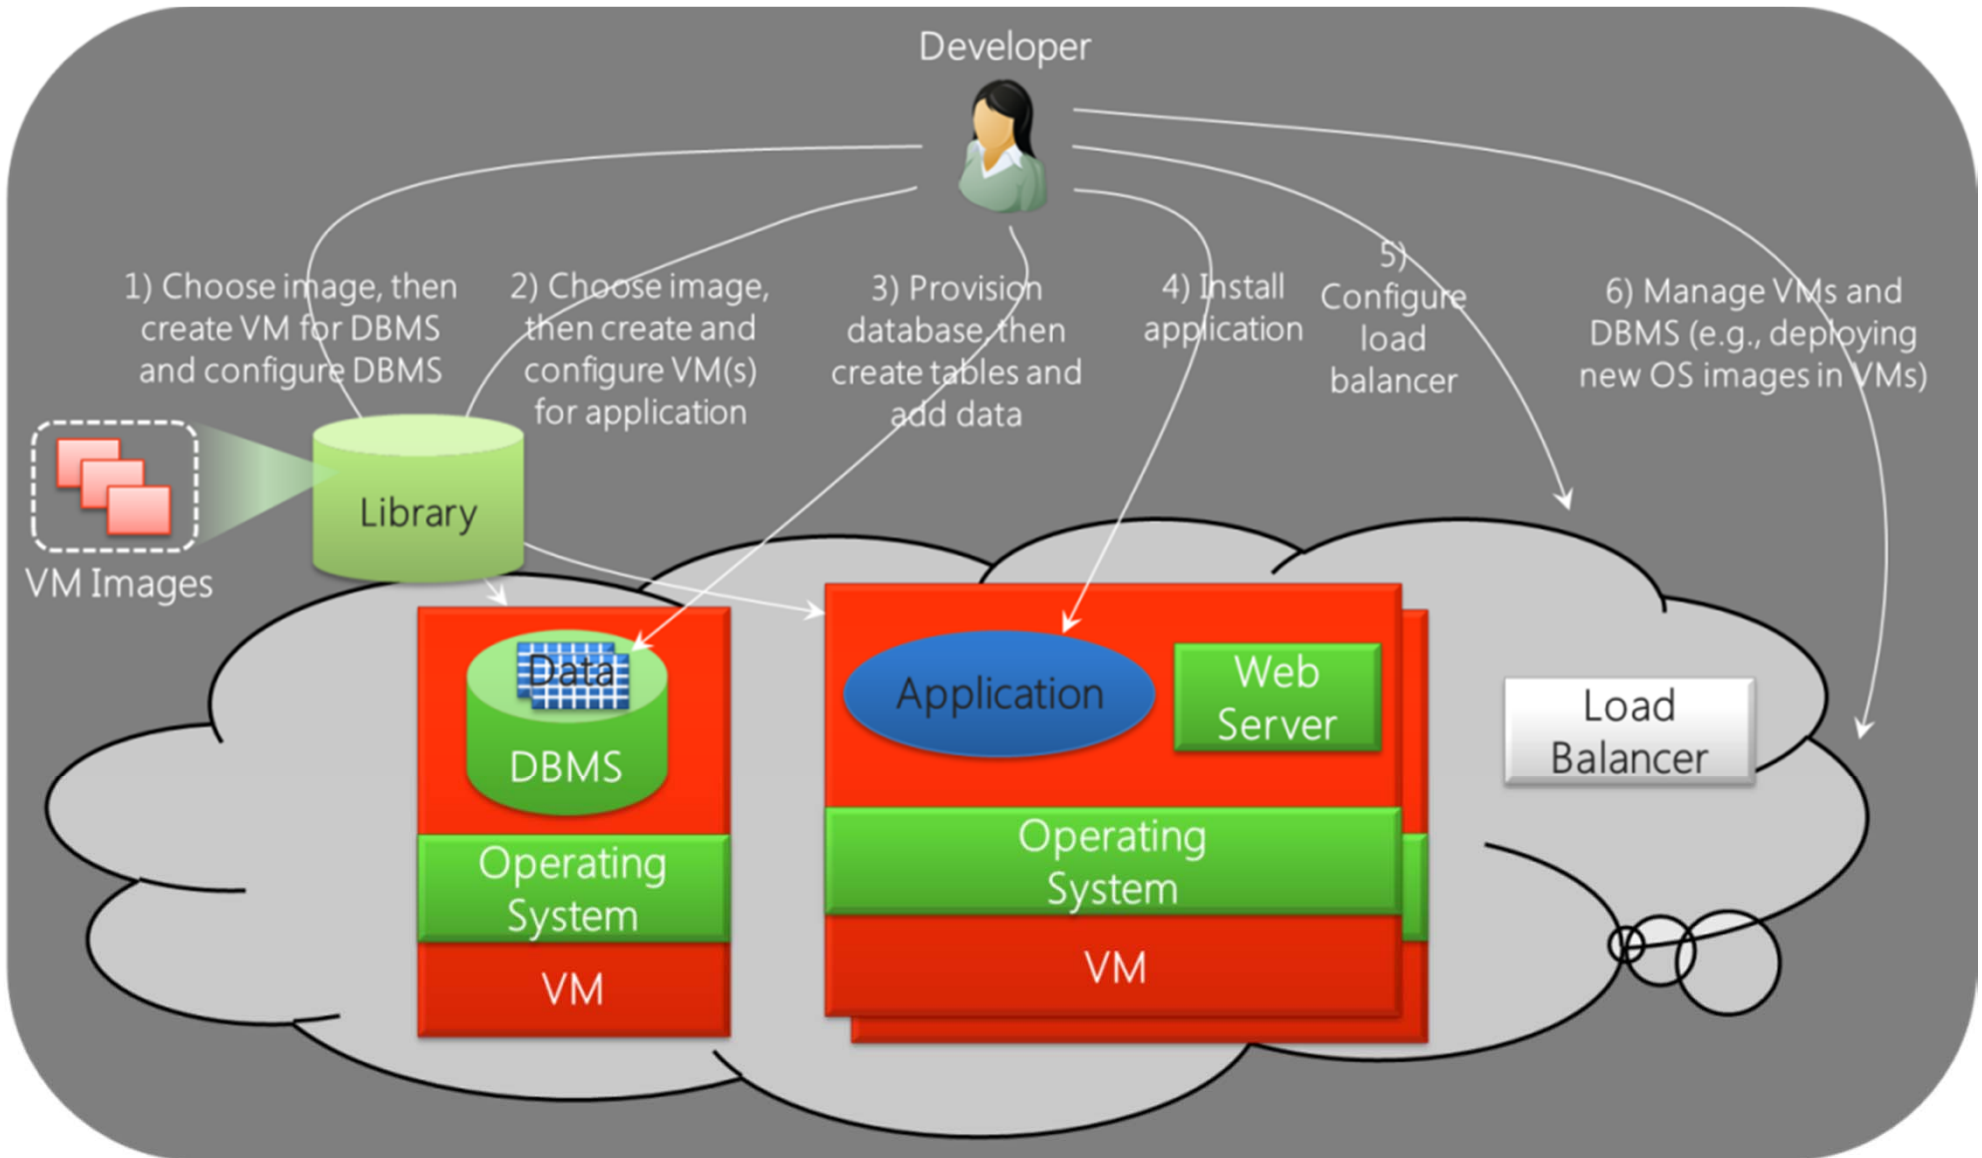 Developer
1) Choose image, then
create VM for DBMS
and configure DBMS
2) Choose image,
then create and
configure VM(s)
for application
3) Provision
database, then
create tables and
add data
4) Install
application
5)
Configure
load
balancer
6) Manage VMs and
DBMS (e.g., deploying
new OS images in VMs)
VM Images
Library
Data
DBMS
Operating
System
VM
Application
Web
Server
Operating
System
VM
Load
Balancer